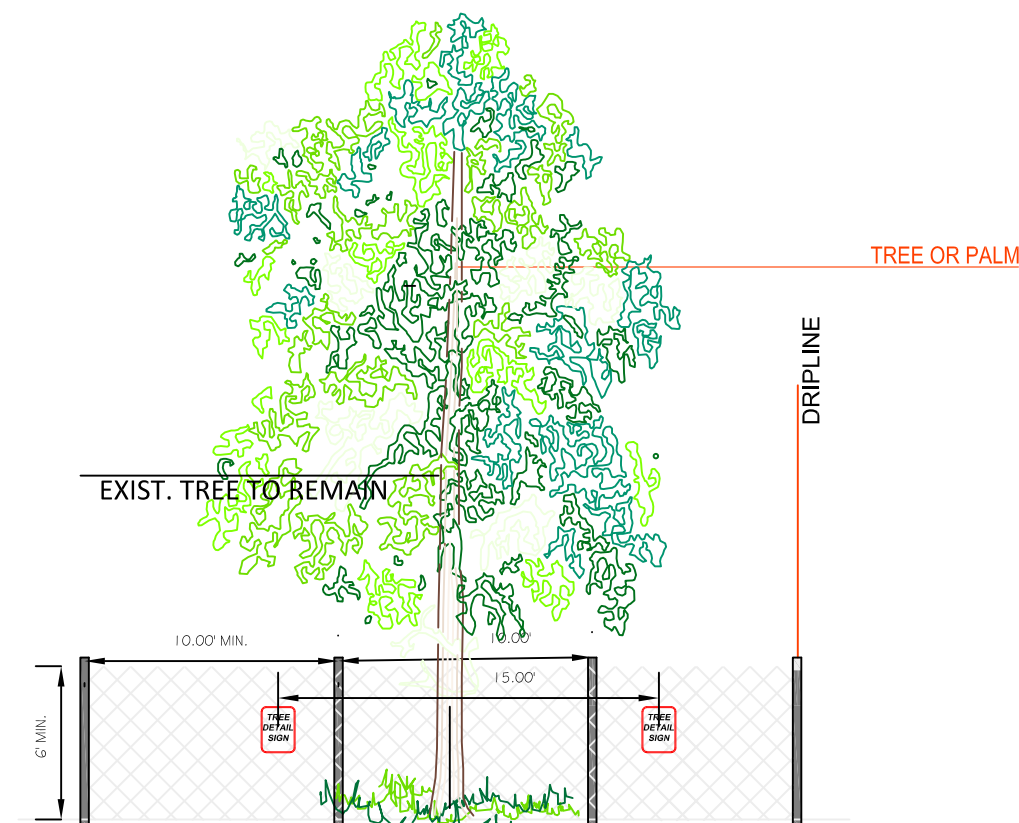 TREE OR PALM
DRIPLINE
EXIST. TREE TO REMAIN
10.00' MIN.
10.00'
15.00'
6' MIN.
TREE
DETAIL
SIGN
TREE
DETAIL
SIGN